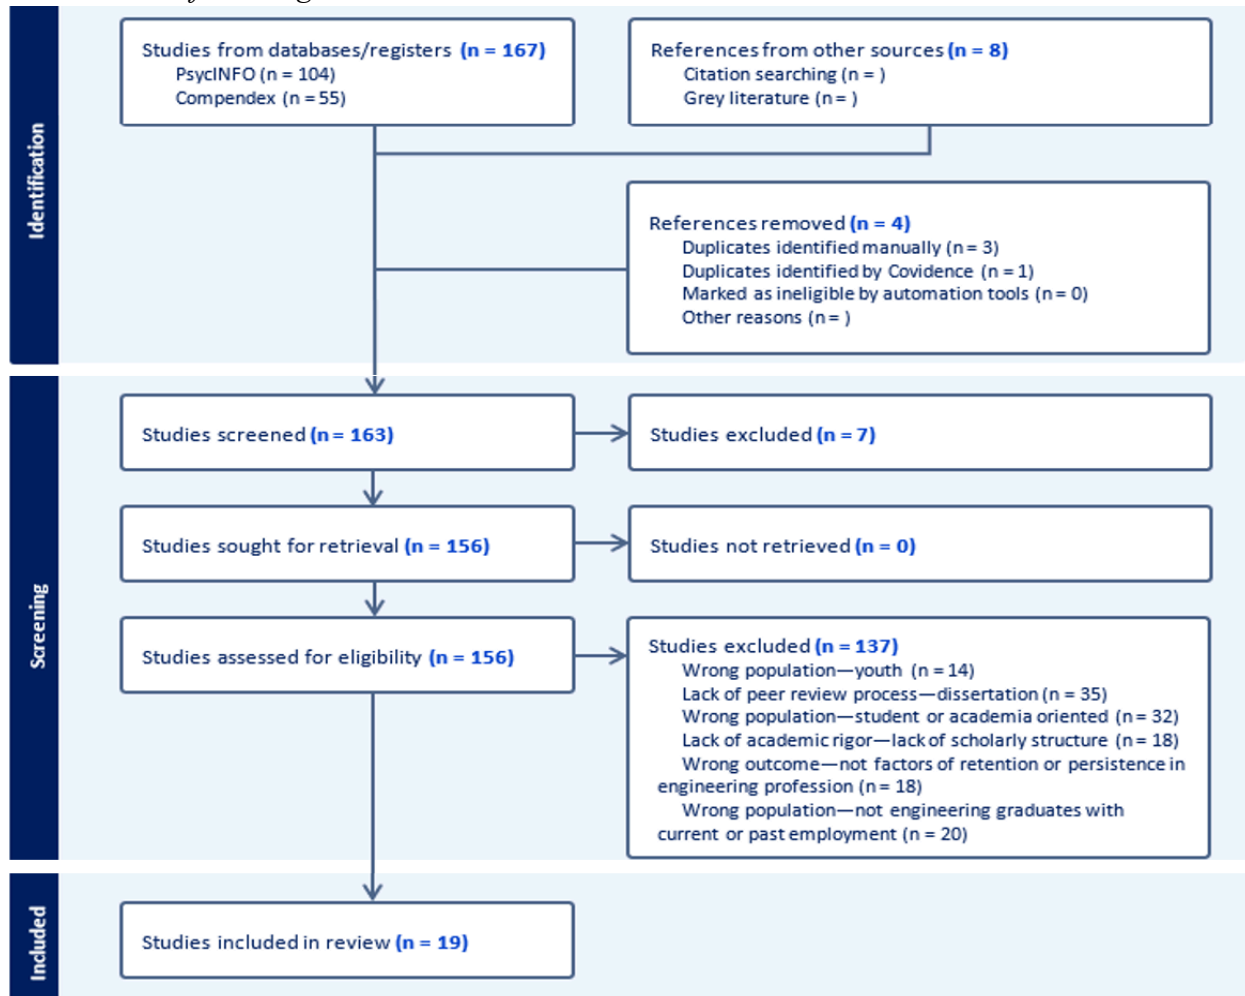 Identification
Studies from databases/registers (n = 167)
PsycINFO (n = 104)
Compendex (n = 55)
References from other sources (n = 8)
Citation searching (n = )
Grey literature (n = )
References removed (n = 4)
Duplicates identified manually (n = 3)
Duplicates identified by Covidence (n = 1)
Marked as ineligible by automation tools (n = 0)
Other reasons (n = )
Screening
Studies screened (n = 163)
Studies excluded (n = 7)
Studies sought for retrieval (n = 156)
Studies not retrieved (n = 0)
Studies assessed for eligibility (n = 156)
Studies excluded (n = 137)
Wrong population—youth (n = 14)
Lack of peer review process—dissertation (n = 35)
Wrong population—student or academia oriented (n = 32)
Lack of academic rigor—lack of scholarly structure (n = 18)
Wrong outcome—not factors of retention or persistence in
engineering profession (n = 18)
Wrong population—not engineering graduates with
current or past employment (n = 20)
Included
Studies included in review (n = 19)